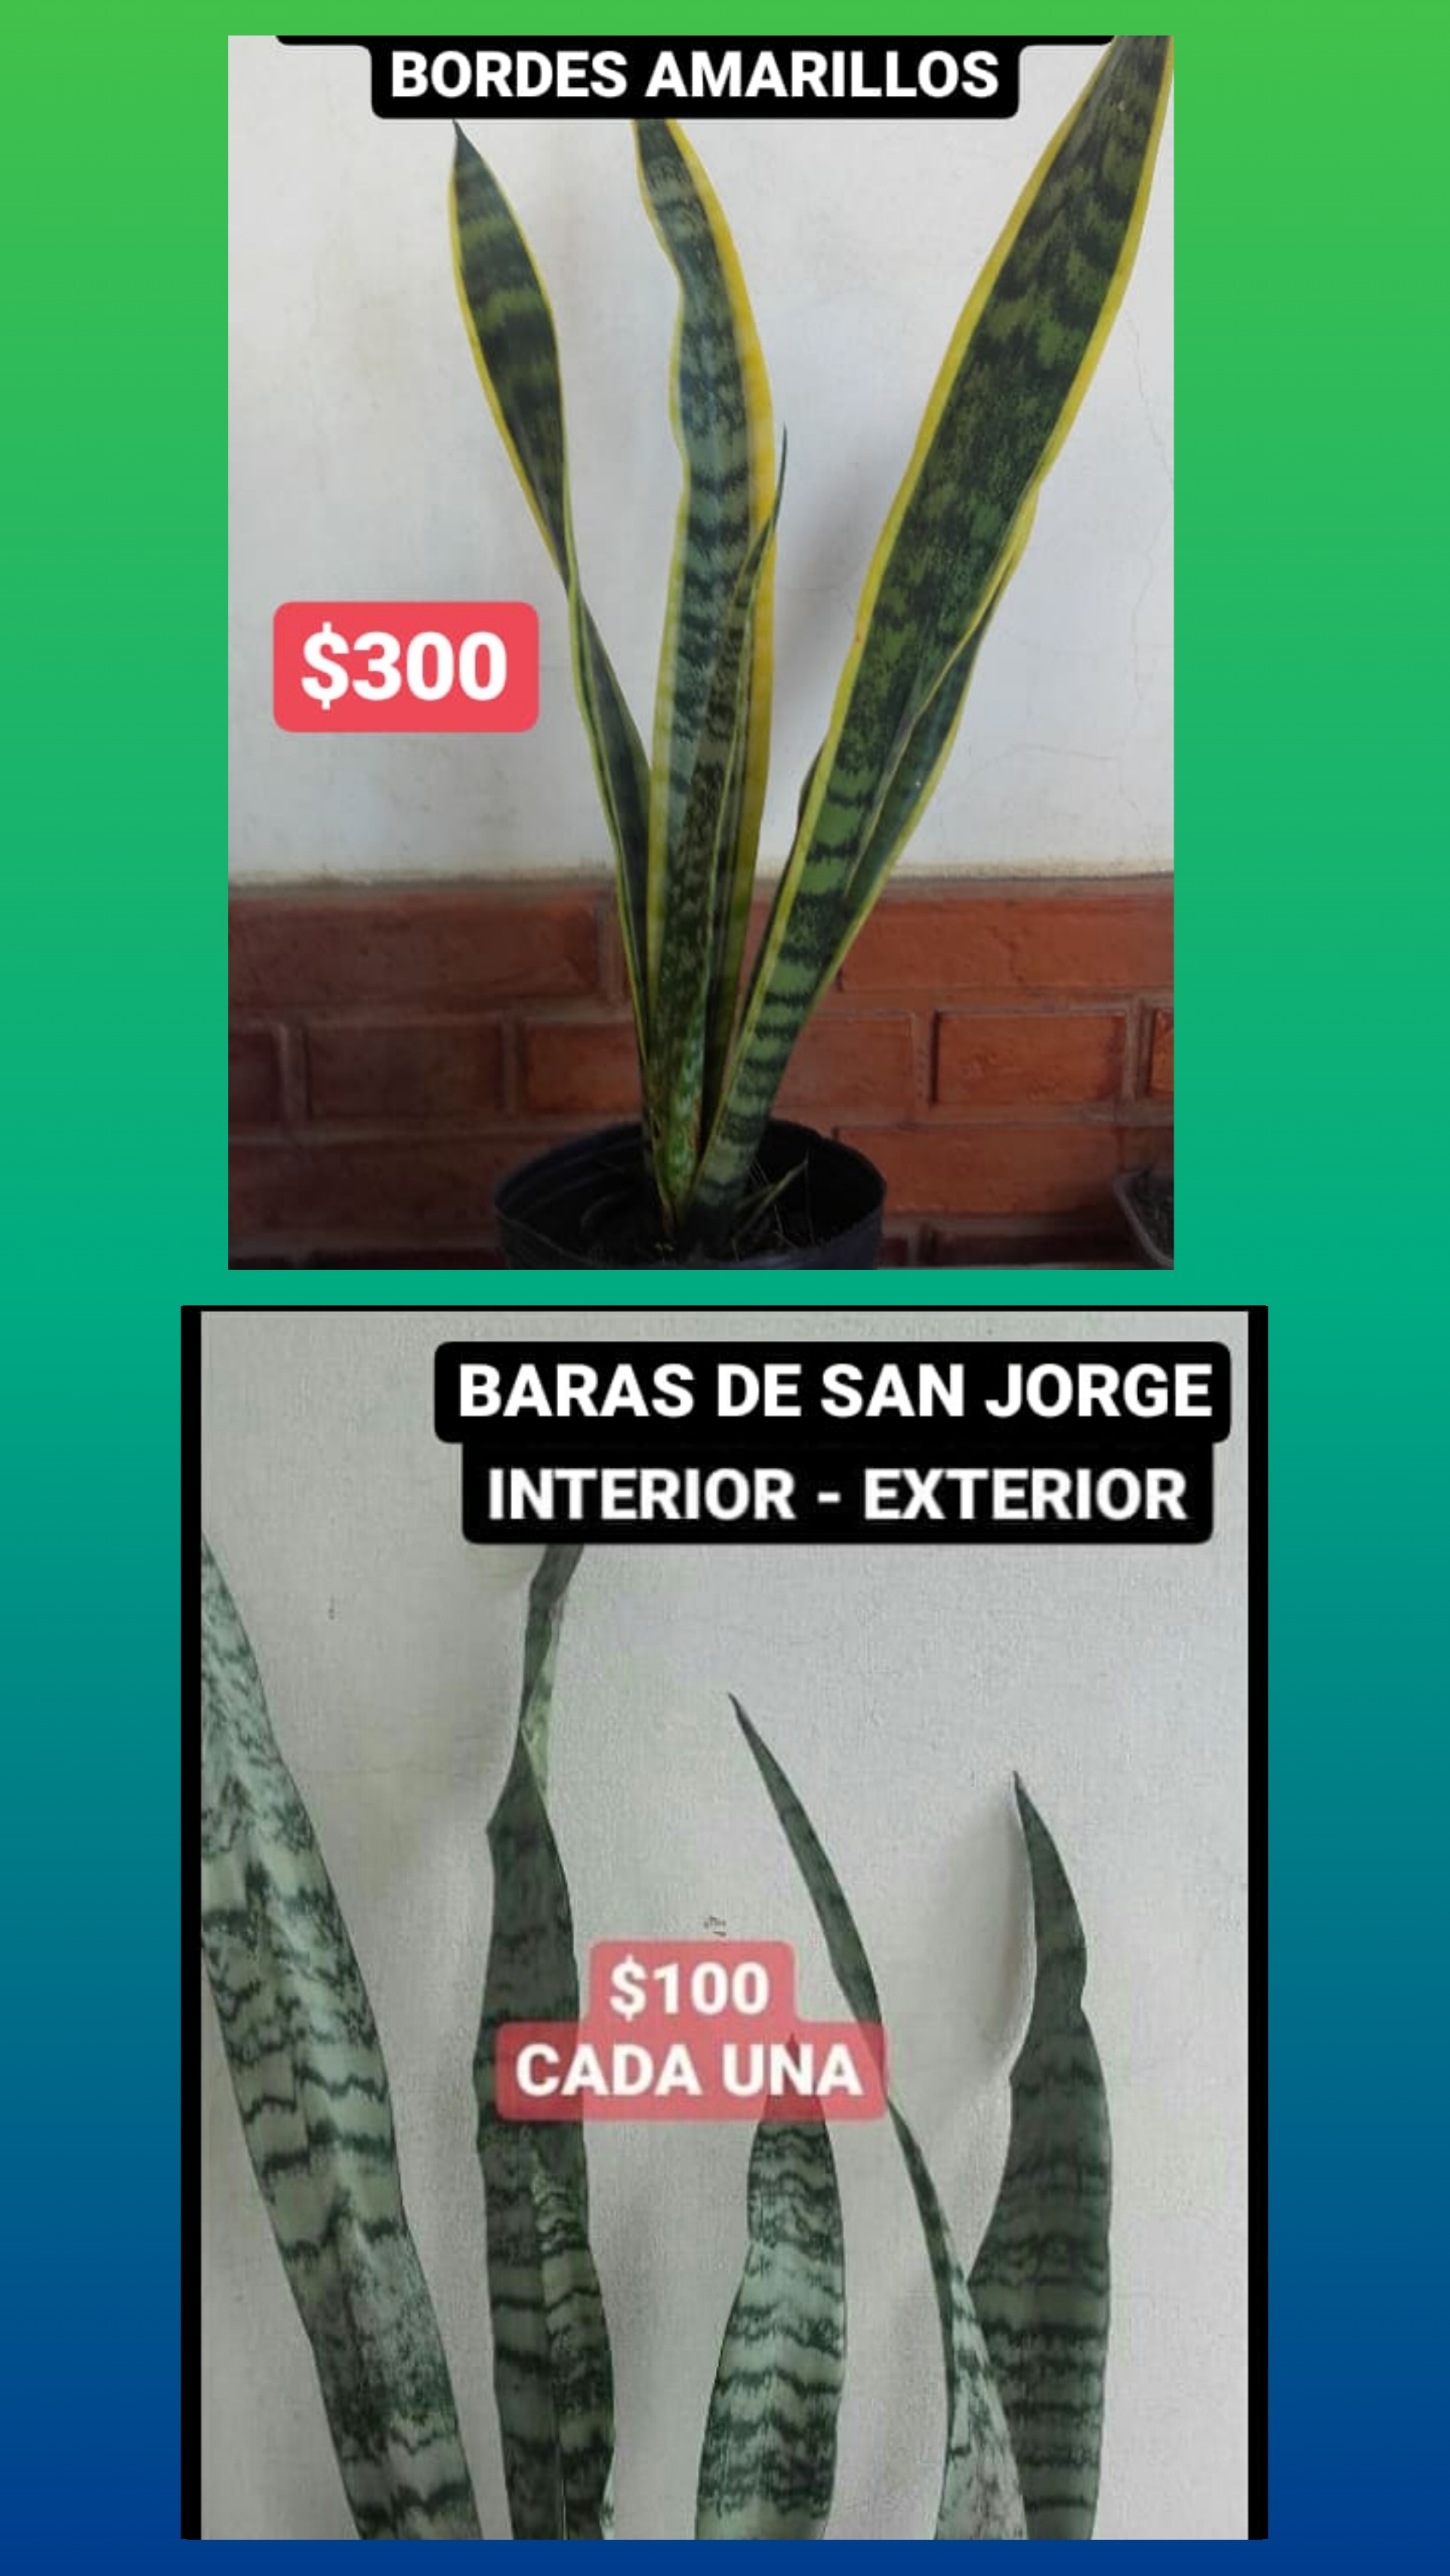 BORDES AMARILLOS
$300
BARAS DE SAN JORGE
INTERIOR - EXTERIOR
$100
CADA UNA